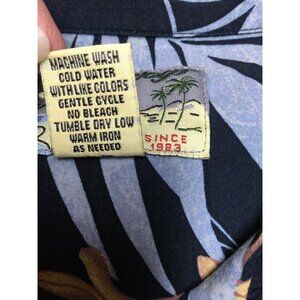 MACHINE WASH
COLD WATER
WITH LIKE COLORS
GENTLE CYCLE
NO BLEACH
TUMBLE DRY LOW
WARM IRON
AS NEEDED
SINCE
1983